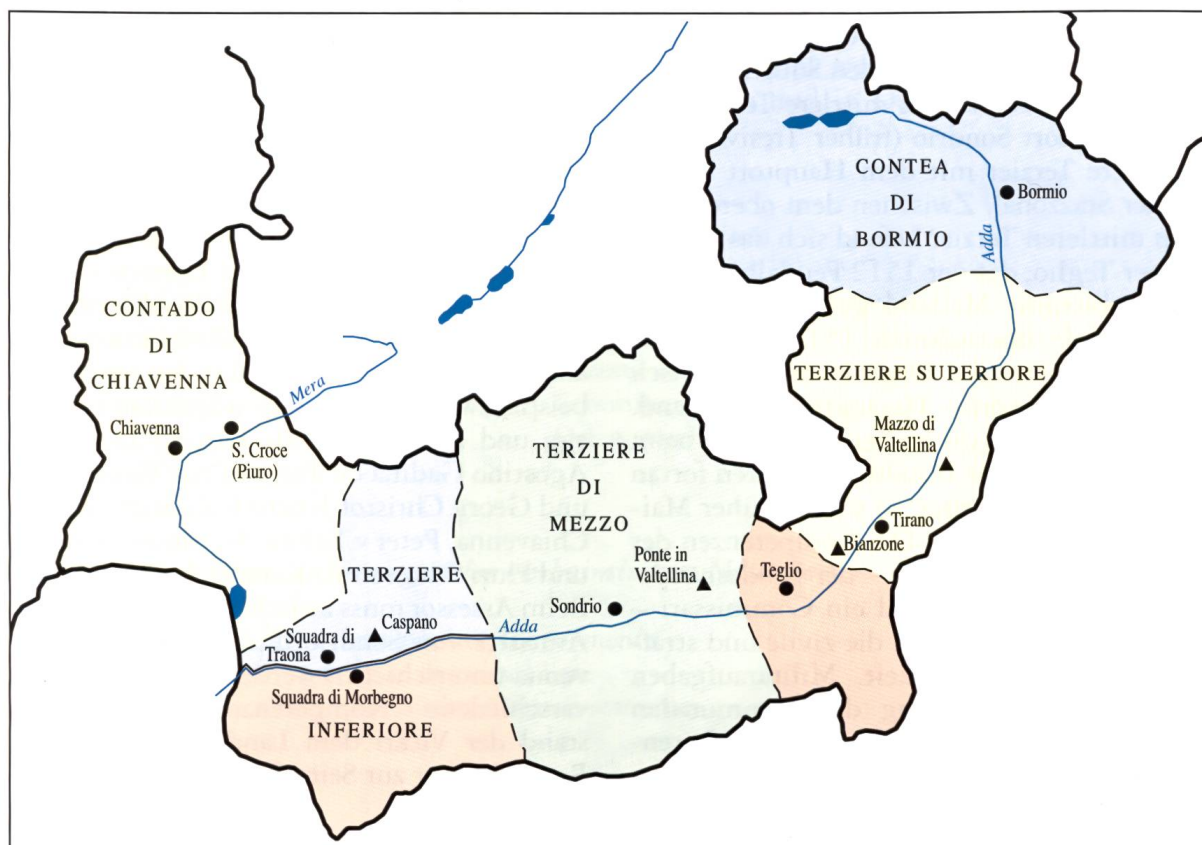 CONTEA
DI
BORMIO
Bormio
Adda
CONTADO
DI
CHIAVENNA
Mera
Chiavenna
S. Croce
(Piuro)
TERZIERE SUPERIORE
Mazzo di
Valtellina
Tirano
Bianzone
TERZIERE
DI
MEZZO
Ponte in
Valtellina
Sondrio
Teglio
Adda
TERZIERE
Caspano
Squadra di
Traona
Squadra di Morbegno
INFERIORE